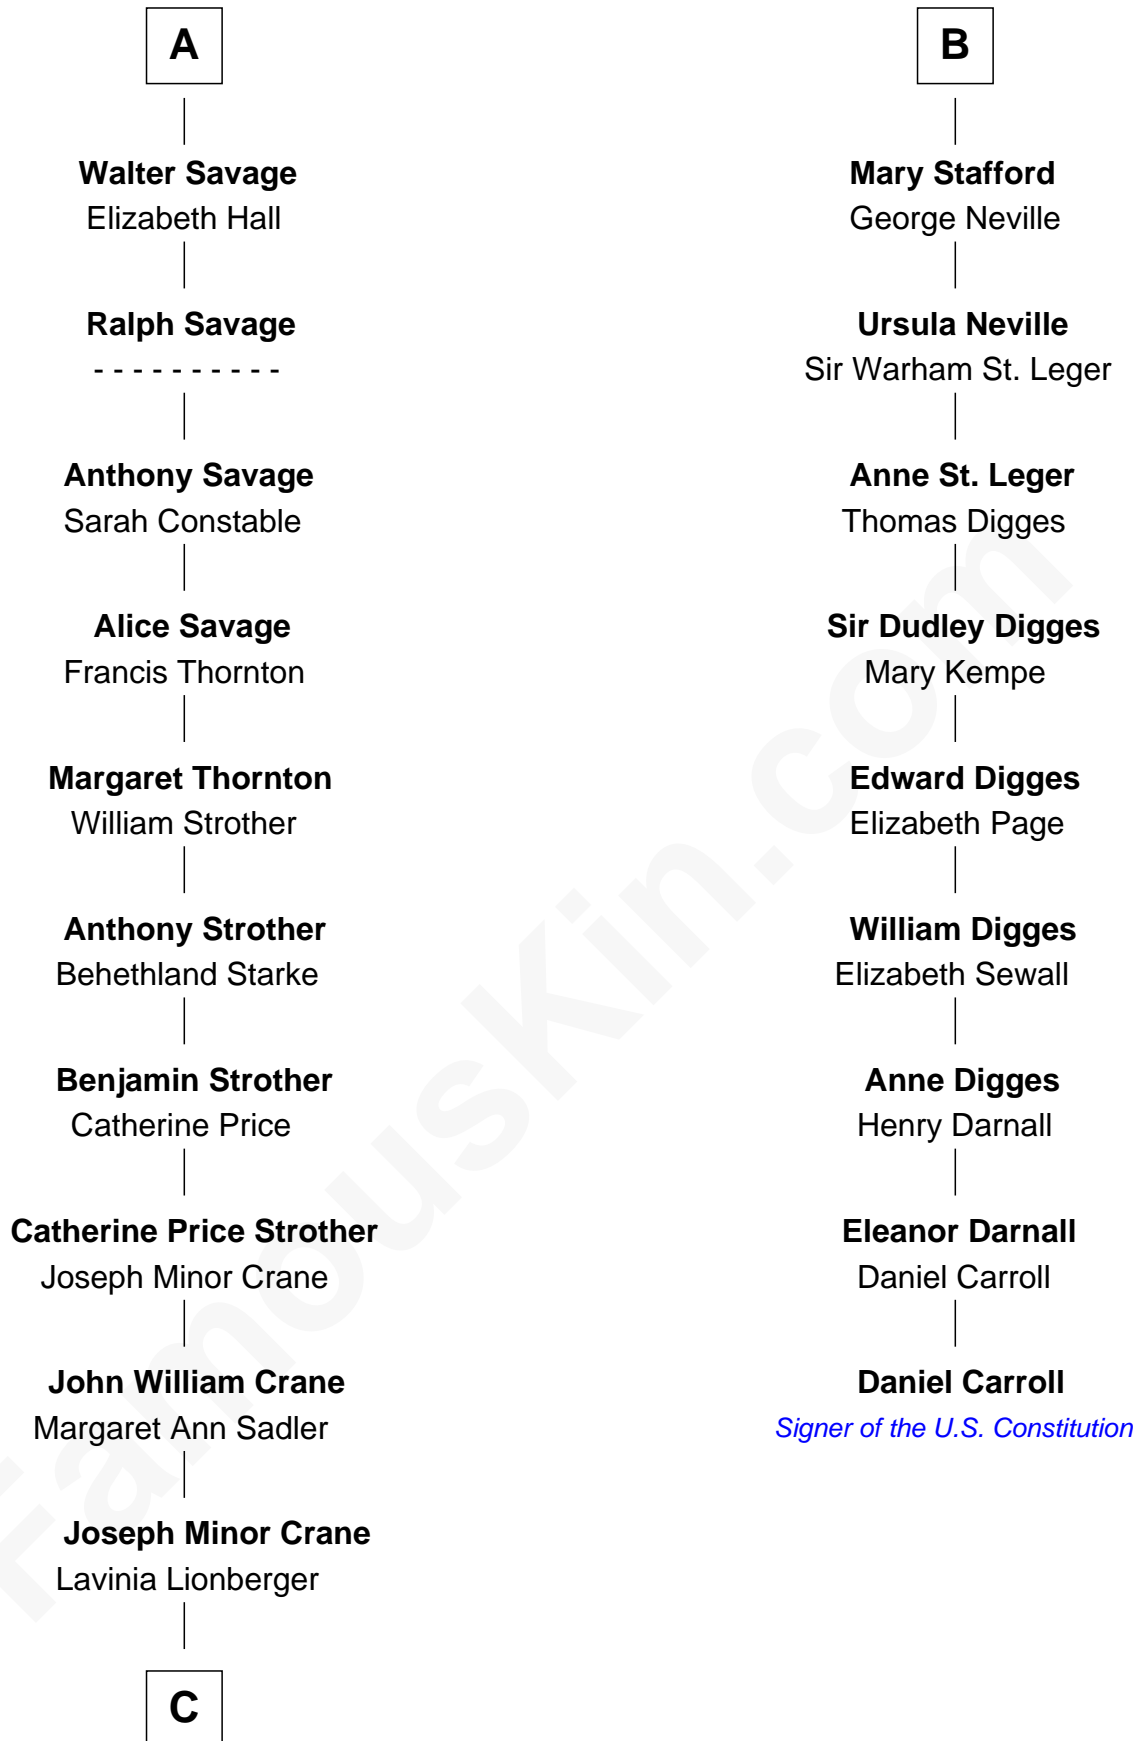 A
Walter Savage
Elizabeth Hall
Ralph Savage
- - - - - - - - - -
Anthony Savage
Sarah Constable
Alice Savage
Francis Thornton
Margaret Thornton
William Strother
Anthony Strother
Behethland Starke
Benjamin Strother
Catherine Price
Catherine Price Strother
Joseph Minor Crane
John William Crane
Margaret Ann Sadler
Joseph Minor Crane
Lavinia Lionberger
C
B
Mary Stafford
George Neville
Ursula Neville
Sir Warham St. Leger
Anne St. Leger
Thomas Digges
Sir Dudley Digges
Mary Kempe
Edward Digges
Elizabeth Page
William Digges
Elizabeth Sewall
Anne Digges
Henry Darnall
Eleanor Darnall
Daniel Carroll
Daniel Carroll
Signer of the U.S. Constitution
FamousKin.com